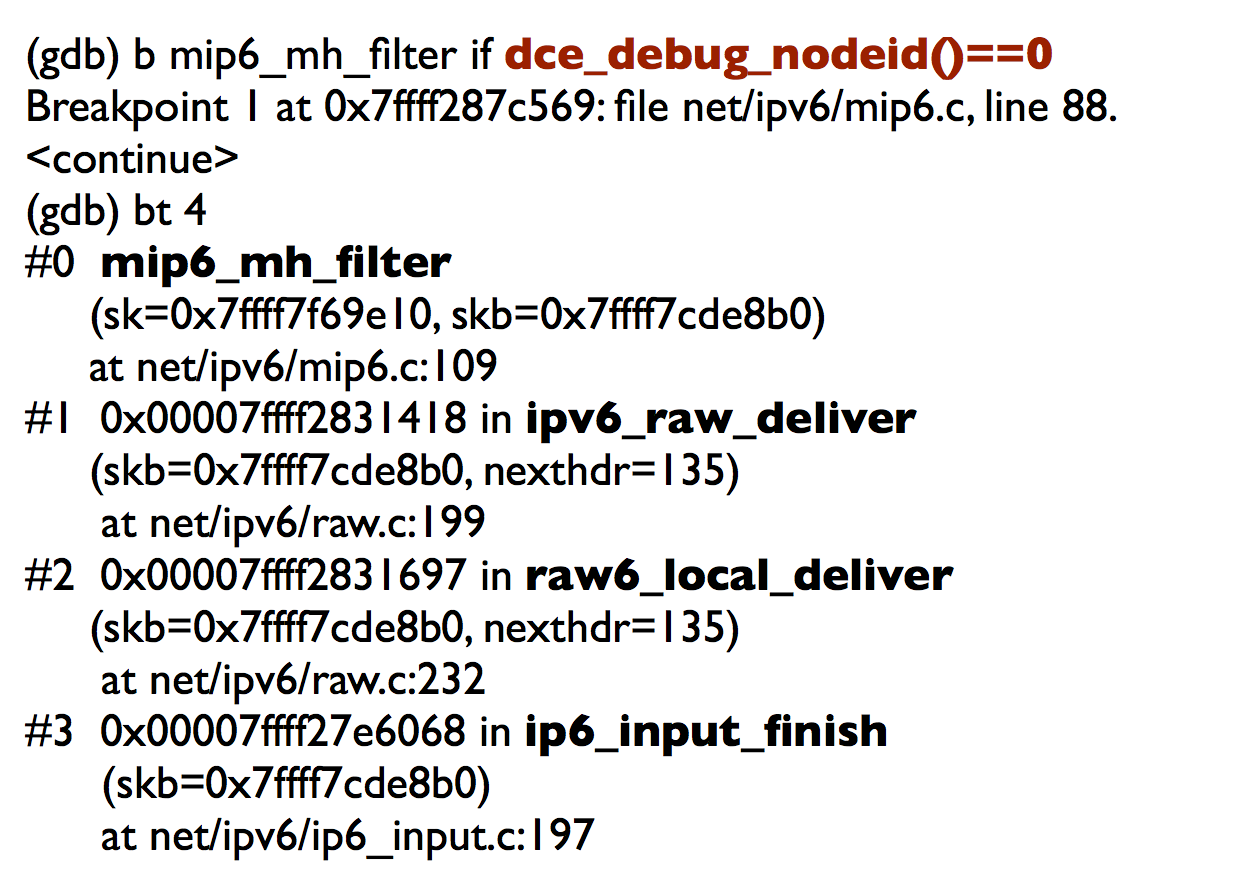 (gdb) b mip6_mh_filter if dce_debug_nodeid()==0
Breakpoint 1 at 0x7ffff287c569: file net/ipv6/mip6.c, line 88.
<continue>
(gdb) bt 4
#0 mip6_mh_filter
(sk=0x7ffff7f69e10, skb=0x7ffff7cde8b0)
at net/ipv6/mip6.c:109
#1 0x00007ffff2831418 in ipv6_raw_deliver
(skb=0x7ffff7cde8b0, nexthdr=135)
at net/ipv6/raw.c:199
#2 0x00007ffff2831697 in raw6_local_deliver
(skb=0x7ffff7cde8b0, nexthdr=135)
at net/ipv6/raw.c:232
#3 0x00007ffff27e6068 in ip6_input_finish
(skb=0x7ffff7cde8b0)
at net/ipv6/ip6_input.c:197